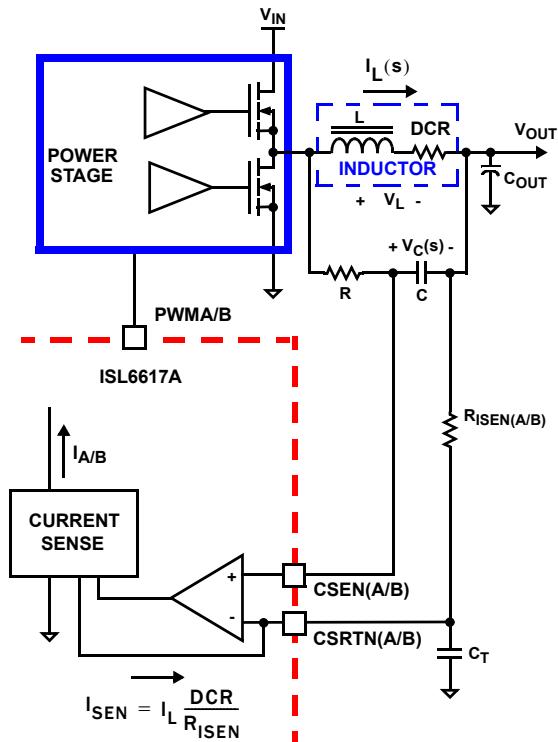 V_IN
I_L(s)
L
DCR
V_OUT
INDUCTOR
C_OUT
POWER
STAGE
+ V_L -
+ V_C(s) -
R
C
PWMA/B
ISL6617A
R_ISEN(A/B)
I_A/B
CURRENT
SENSE
+
-
CSEN(A/B)
CSRTN(A/B)
C_T
I_SEN = I_L DCR/R_ISEN